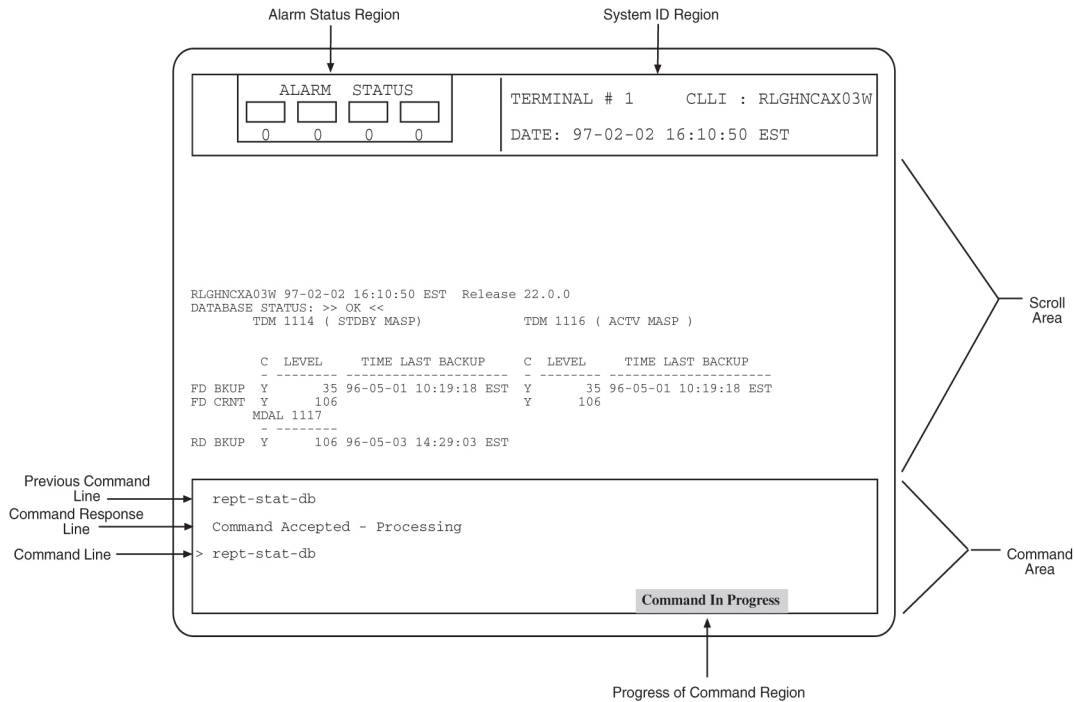 Alarm Status Region
System ID Region
ALARM STATUS
0 0 0 0
TERMINAL # 1 CLLI : RLGHNCAX03W
DATE: 97-02-02 16:10:50 EST
Scroll
Area
RLGHNCXA03W 97-02-02 16:10:50 EST Release 22.0.0
DATABASE STATUS: >> OK <<
TDM 1114 ( STDBY MASP) TDM 1116 ( ACTV MASP )
C LEVEL TIME LAST BACKUP C LEVEL TIME LAST BACKUP
- -------- --------------------- - -------- ---------------------
FD BKUP Y 35 96-05-01 10:19:18 EST Y 35 96-05-01 10:19:18 EST
FD CRNT Y 106 Y 106
MDAL 1117
- --------
RD BKUP Y 106 96-05-03 14:29:03 EST
Previous Command
Line
rept-stat-db
Command Response
Line
Command Accepted - Processing
Command Line
> rept-stat-db
Command
Area
Command In Progress
Progress of Command Region